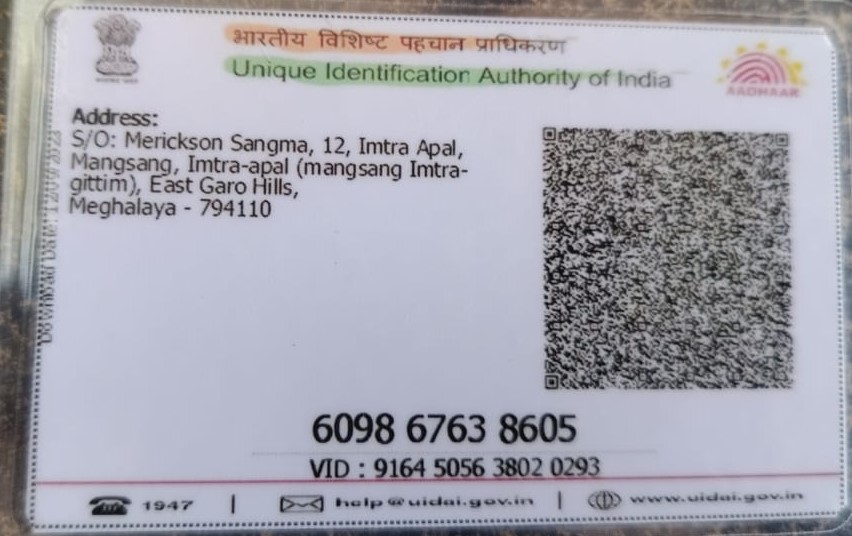 भारतीय विशिष्ट पहचान प्राधिकरण
Unique Identification Authority of India
AADHAAR
Address:
S/O: Merickson Sangma, 12, Imtra Apal,
Mangsang, Imtra-apal (mangsang Imtra-
gittim), East Garo Hills,
Meghalaya - 794110
6098 6763 8605
VID : 9164 5056 3802 0293
1947 | help@uidai.gov.in | www.uidai.gov.in